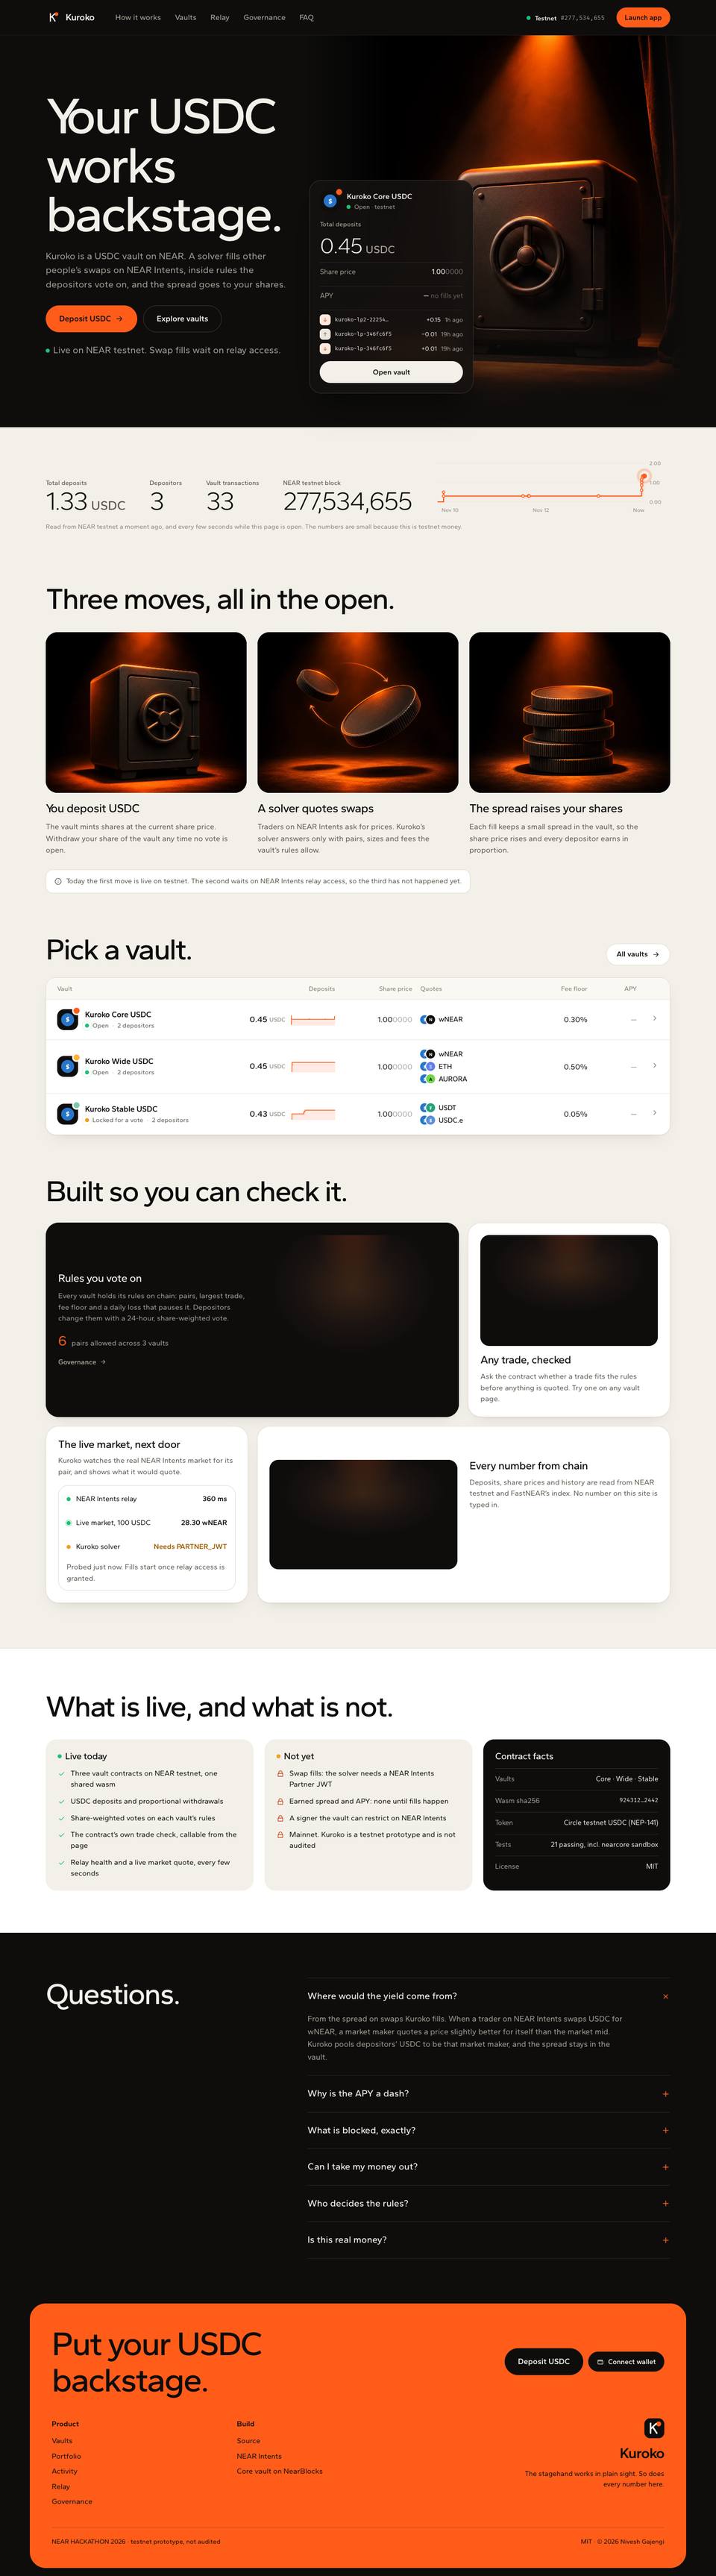 Kuroko
How it works
Vaults
Relay
Governance
FAQ
Testnet #277,534,655
Launch app
Your USDC
works
backstage.
Kuroko is a USDC vault on NEAR. A solver fills other
people's swaps on NEAR Intents, inside rules the
depositors vote on, and the spread goes to your shares.
Deposit USDC →
Explore vaults
Live on NEAR testnet. Swap fills wait on relay access.
Kuroko Core USDC
Open · testnet
Total deposits
0.45 USDC
Share price 1.000000
APY — no fills yet
kuroko-lp2-22254… +0.15 1h ago
kuroko-lp-346fc6f5 −0.01 19h ago
kuroko-lp-346fc6f5 +0.01 19h ago
Open vault
Total deposits
1.33 USDC
Depositors
3
Vault transactions
33
NEAR testnet block
277,534,655
2.00
1.00
0.00
Nov 10
Nov 12
Now
Read from NEAR testnet a moment ago, and every few seconds while this page is open. The numbers are small because this is testnet money.
Three moves, all in the open.
You deposit USDC
The vault mints shares at the current share price.
Withdraw your share of the vault any time no vote is
open.
A solver quotes swaps
Traders on NEAR Intents ask for prices. Kuroko's
solver answers only with pairs, sizes and fees the
vault's rules allow.
The spread raises your shares
Each fill keeps a small spread in the vault, so the
share price rises and every depositor earns in
proportion.
Today the first move is live on testnet. The second waits on NEAR Intents relay access, so the third has not happened yet.
Pick a vault.
All vaults →
Vault Deposits Share price Quotes Fee floor APY
Kuroko Core USDC
Open · 2 depositors
0.45 USDC
1.000000
wNEAR
0.30%
—
Kuroko Wide USDC
Open · 2 depositors
0.45 USDC
1.000000
wNEAR
ETH
AURORA
0.50%
—
Kuroko Stable USDC
Locked for a vote · 2 depositors
0.43 USDC
1.000000
USDT
USDC.e
0.05%
—
Built so you can check it.
Rules you vote on
Every vault holds its rules on chain: pairs, largest trade,
fee floor and a daily loss that pauses it. Depositors
change them with a 24-hour, share-weighted vote.
6 pairs allowed across 3 vaults
Governance →
Any trade, checked
Ask the contract whether a trade fits the rules
before anything is quoted. Try one on any vault
page.
The live market, next door
Kuroko watches the real NEAR Intents market for its
pair, and shows what it would quote.
NEAR Intents relay 360 ms
Live market, 100 USDC 28.30 wNEAR
Kuroko solver Needs PARTNER_JWT
Probed just now. Fills start once relay access is
granted.
Every number from chain
Deposits, share prices and history are read from NEAR
testnet and FastNEAR's index. No number on this site is
typed in.
What is live, and what is not.
Live today
Three vault contracts on NEAR testnet, one
shared wasm
USDC deposits and proportional withdrawals
Share-weighted votes on each vault's rules
The contract's own trade check, callable from the
page
Relay health and a live market quote, every few
seconds
Not yet
Swap fills: the solver needs a NEAR Intents
Partner JWT
Earned spread and APY: none until fills happen
A signer the vault can restrict on NEAR Intents
Mainnet. Kuroko is a testnet prototype and is not
audited
Contract facts
Vaults Core · Wide · Stable
Wasm sha256 924312…2442
Token Circle testnet USDC (NEP-141)
Tests 21 passing, incl. nearcore sandbox
License MIT
Questions.
Where would the yield come from?
From the spread on swaps Kuroko fills. When a trader on NEAR Intents swaps USDC for
wNEAR, a market maker quotes a price slightly better for itself than the market mid.
Kuroko pools depositors' USDC to be that market maker, and the spread stays in the
vault.
Why is the APY a dash?
What is blocked, exactly?
Can I take my money out?
Who decides the rules?
Is this real money?
Put your USDC
backstage.
Deposit USDC
Connect wallet
Product
Vaults
Portfolio
Activity
Relay
Governance
Build
Source
NEAR Intents
Core vault on NearBlocks
Kuroko
The stagehand works in plain sight. So does
every number here.
NEAR HACKATHON 2026 · testnet prototype, not audited
MIT · © 2026 Nivesh Gajengi